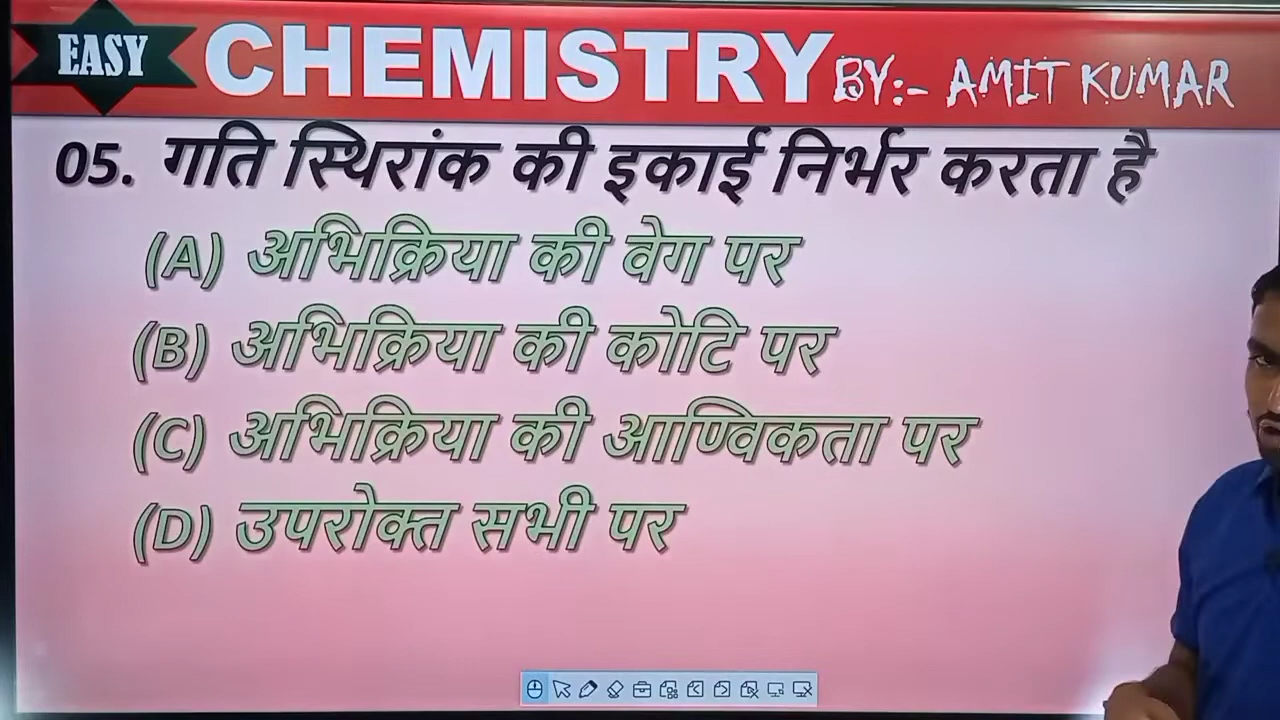 EASY CHEMISTRY BY:- AMIT KUMAR
05. गति स्थिरांक की इकाई निर्भर करता है
(A) अभिक्रिया की वेग पर
(B) अभिक्रिया की कोटि पर
(C) अभिक्रिया की आण्विकता पर
(D) उपरोक्त सभी पर